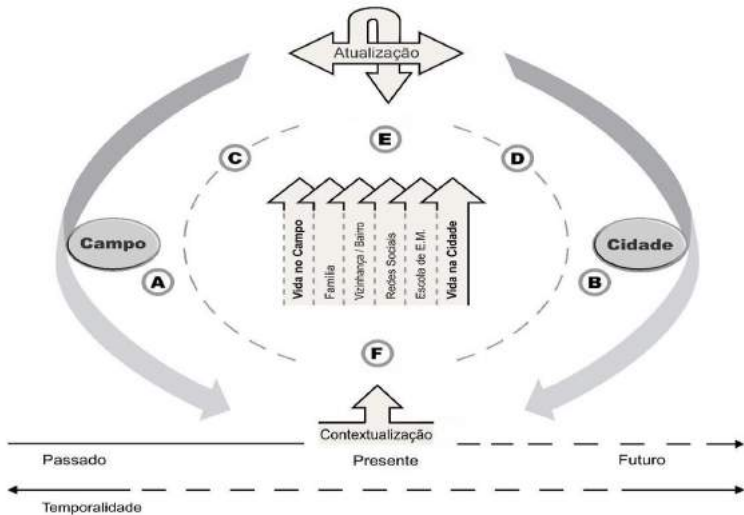 Atualização
C
E
D
Campo
Cidade
A
B
Vida no Campo
Família
Vizinhança / Bairro
Redes Sociais
Escola de E.M.
Vida na Cidade
F
Contextualização
Passado
Presente
Futuro
Temporalidade